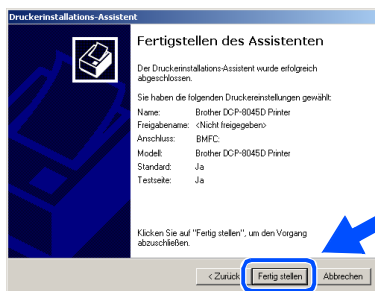 Druckerinstallations-Assistent
Fertigstellen des Assistenten
Der Druckerinstallations-Assistent wurde erfolgreich
abgeschlossen.
Sie haben die folgenden Druckereinstellungen gewählt:
Name: Brother DCP-8045D Printer
Freigabename: <Nicht freigegeben>
Anschluss: BMFC:
Modell: Brother DCP-8045D Printer
Standard: Ja
Testseite: Ja
Klicken Sie auf "Fertig stellen", um den Vorgang
abzuschließen.
< Zurück Fertig stellen Abbrechen